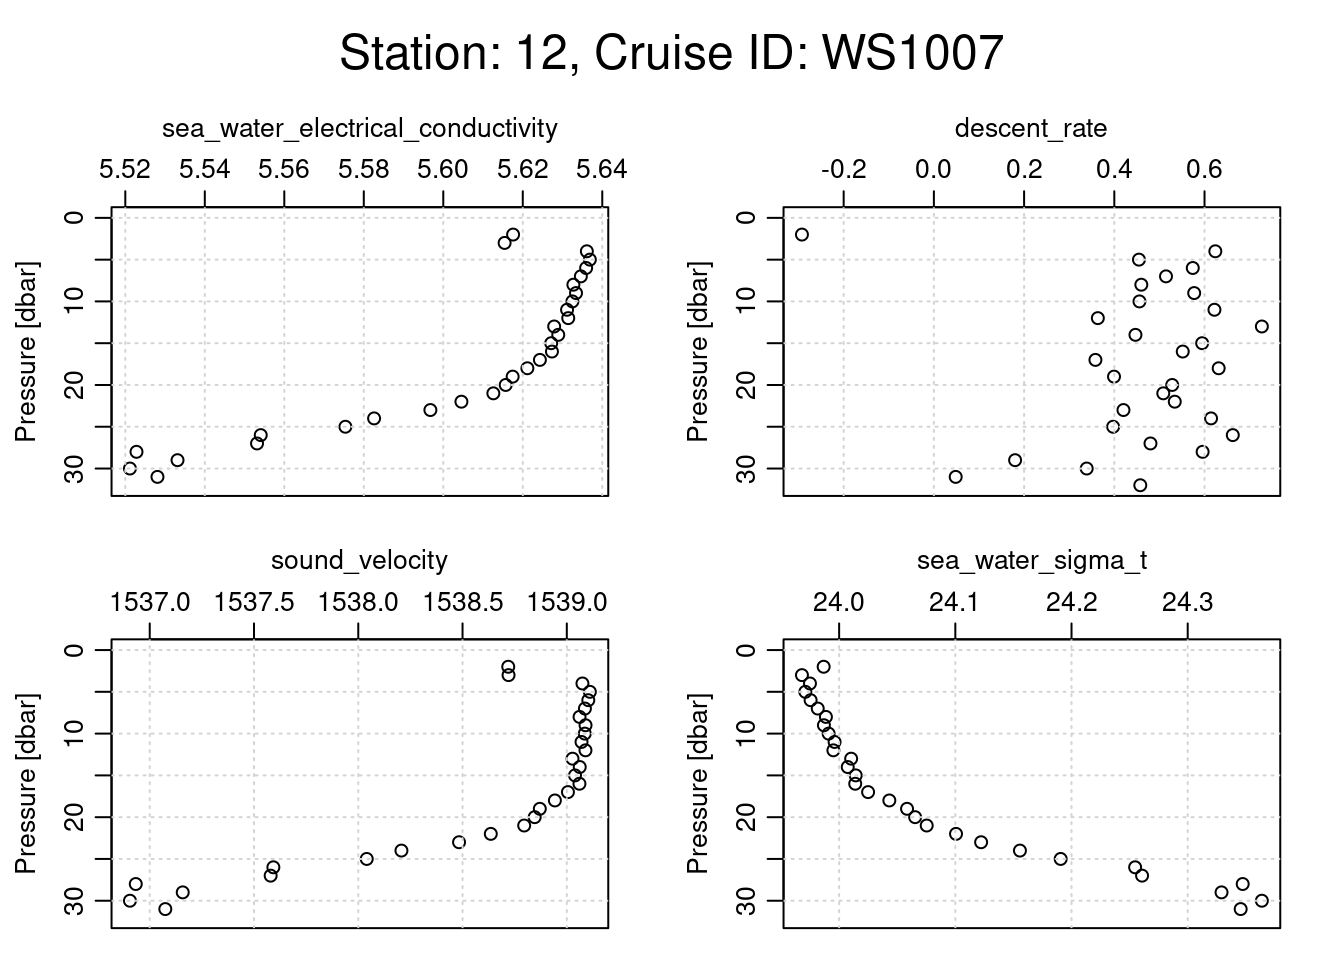 Station: 12, Cruise ID: WS1007
sea_water_electrical_conductivity
5.52 5.54 5.56 5.58 5.60 5.62 5.64
Pressure [dbar]
0
10
20
30
descent_rate
-0.2 0.0 0.2 0.4 0.6
Pressure [dbar]
0
10
20
30
sound_velocity
1537.0 1537.5 1538.0 1538.5 1539.0
Pressure [dbar]
0
10
20
30
sea_water_sigma_t
24.0 24.1 24.2 24.3
Pressure [dbar]
0
10
20
30